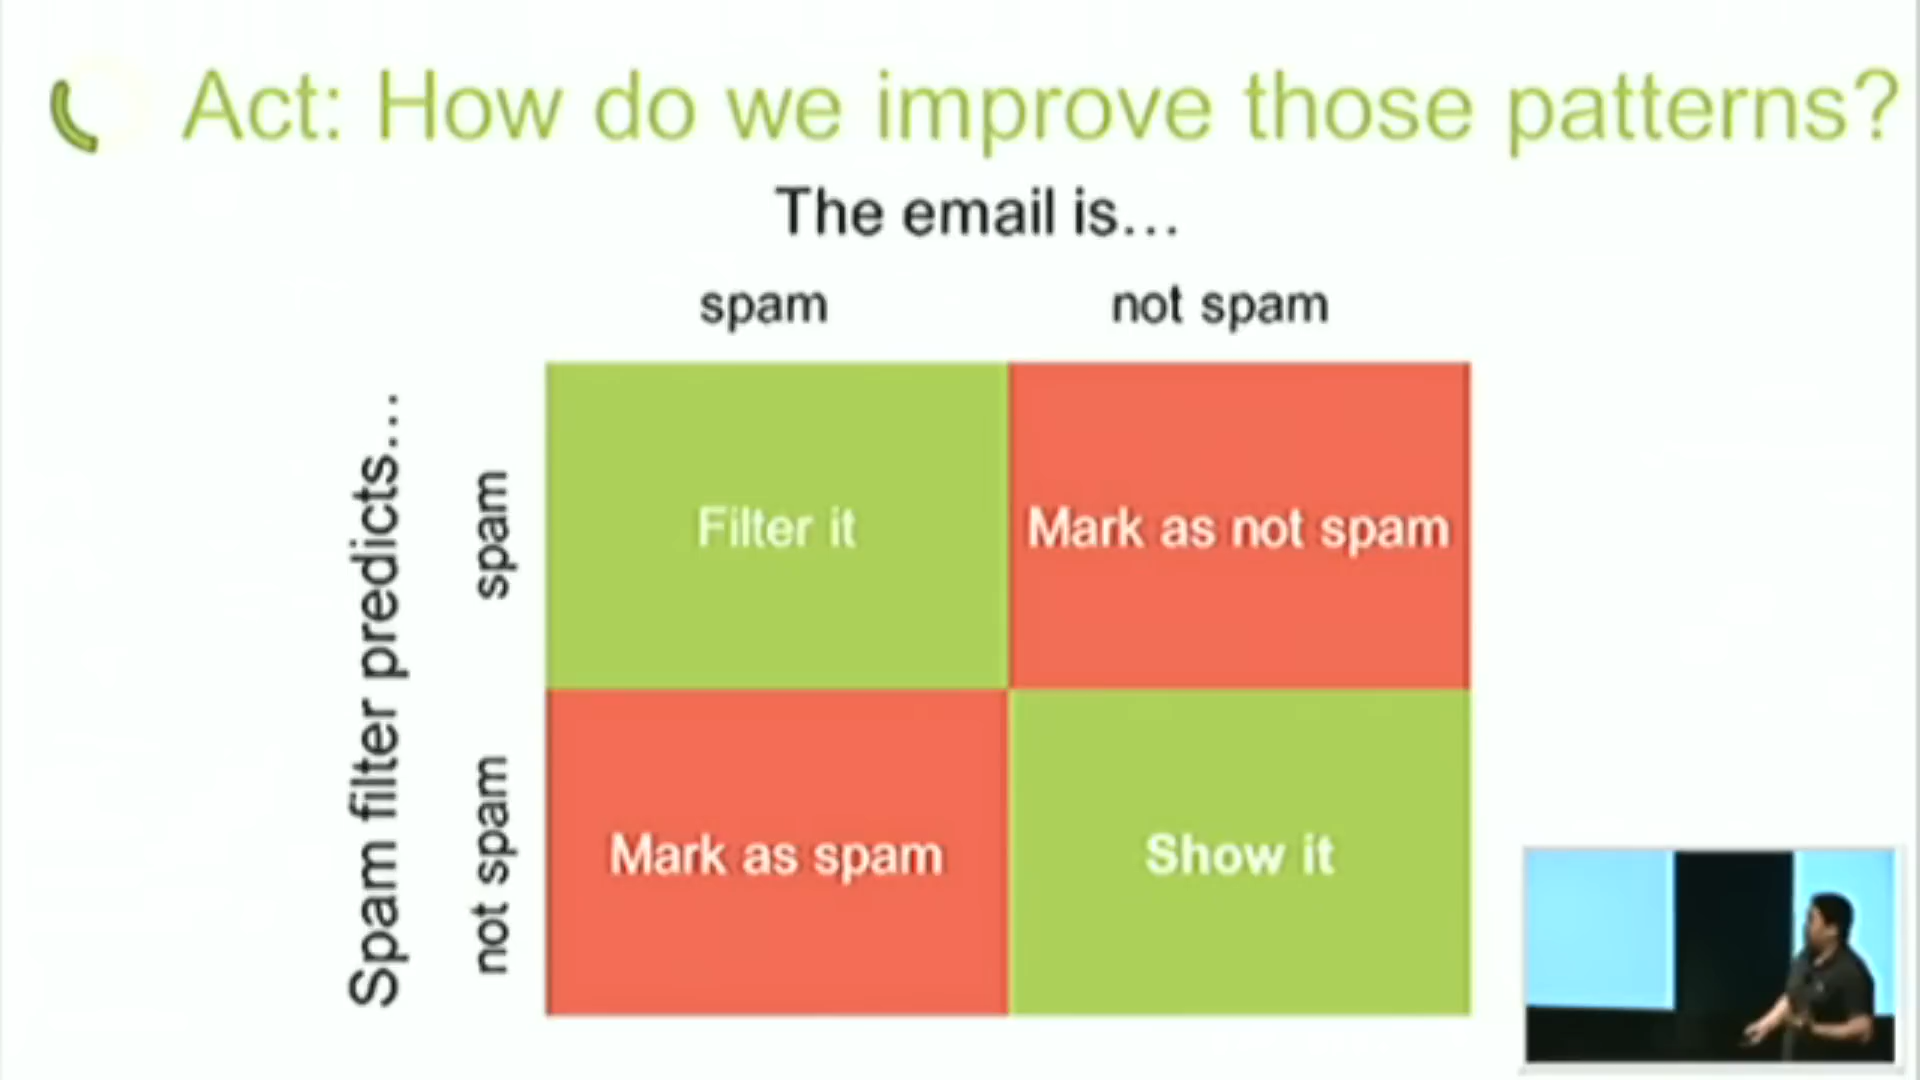 Act: How do we improve those patterns?
The email is...
spam
not spam
Spam filter predicts...
spam
Filter it
Mark as not spam
not spam
Mark as spam
Show it